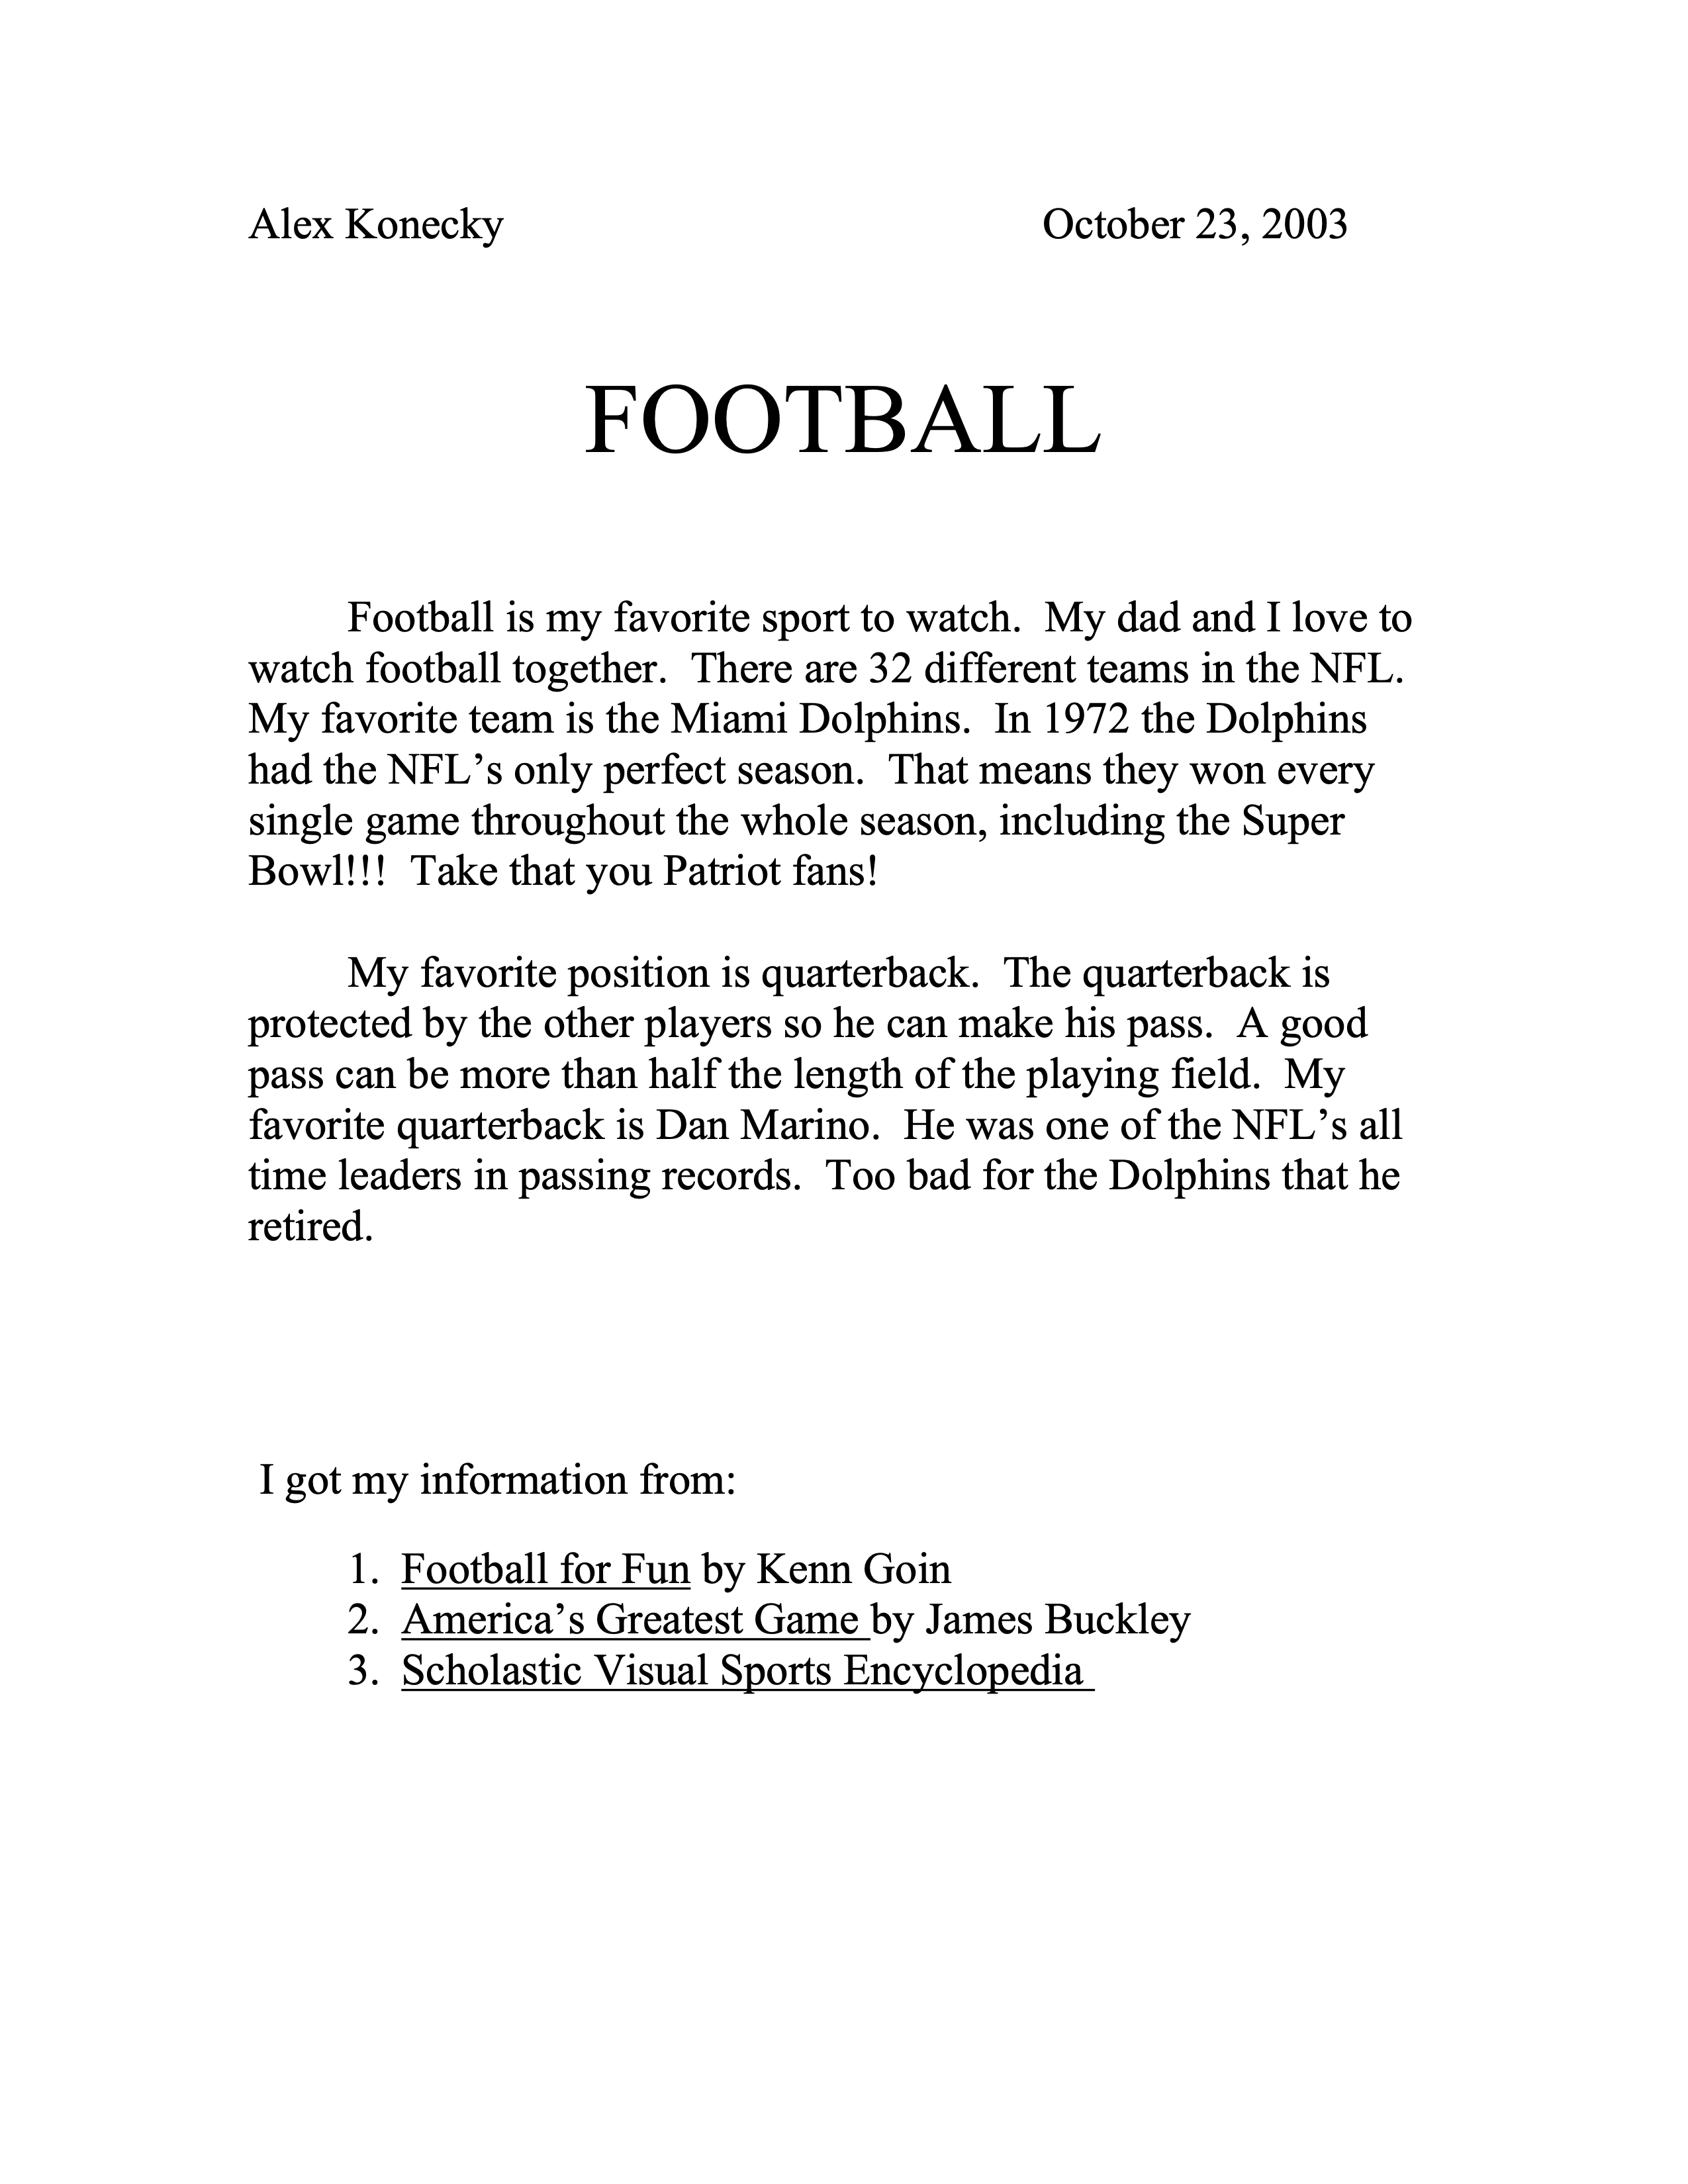 Alex Konecky October 23, 2003
FOOTBALL
Football is my favorite sport to watch.  My dad and I love to
watch football together.  There are 32 different teams in the NFL.
My favorite team is the Miami Dolphins.  In 1972 the Dolphins
had the NFL’s only perfect season.  That means they won every
single game throughout the whole season, including the Super
Bowl!!!  Take that you Patriot fans!
My favorite position is quarterback.  The quarterback is
protected by the other players so he can make his pass.  A good
pass can be more than half the length of the playing field.  My
favorite quarterback is Dan Marino.  He was one of the NFL’s all
time leaders in passing records.  Too bad for the Dolphins that he
retired.
I got my information from:
1. Football for Fun by Kenn Goin
2. America’s Greatest Game by James Buckley
3. Scholastic Visual Sports Encyclopedia